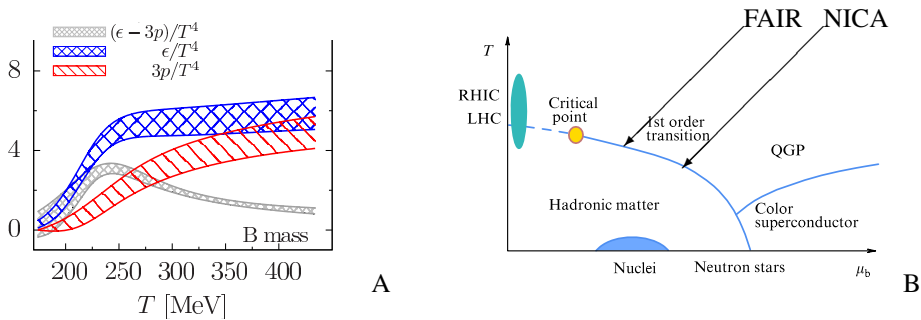 (ϵ − 3p)/T⁴
ϵ/T⁴
3p/T⁴
8
4
0
B mass
200 250 300 350 400
T [MeV]
A
FAIR NICA
T
RHIC
LHC
Critical
point
1st order
transition
QGP
Hadronic matter
Color
superconductor
Nuclei
Neutron stars
μb
B